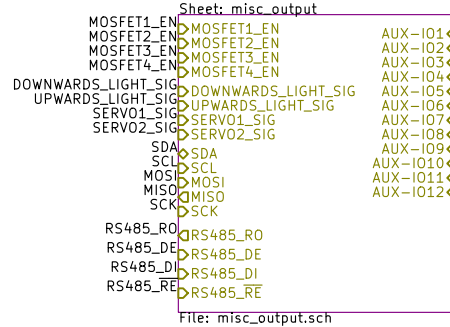 Sheet: misc_output
MOSFET1_EN MOSFET1_EN AUX-IO1
MOSFET2_EN MOSFET2_EN AUX-IO2
MOSFET3_EN MOSFET3_EN AUX-IO3
MOSFET4_EN MOSFET4_EN AUX-IO4
DOWNWARDS_LIGHT_SIG DOWNWARDS_LIGHT_SIG AUX-IO5
UPWARDS_LIGHT_SIG UPWARDS_LIGHT_SIG AUX-IO6
SERVO1_SIG SERVO1_SIG AUX-IO7
SERVO2_SIG SERVO2_SIG AUX-IO8
SDA SDA AUX-IO9
SCL SCL AUX-IO10
MOSI MOSI AUX-IO11
MISO MISO AUX-IO12
SCK SCK
RS485_RO RS485_RO
RS485_DE RS485_DE
RS485_DI RS485_DI
RS485_RE RS485_RE
File: misc_output.sch